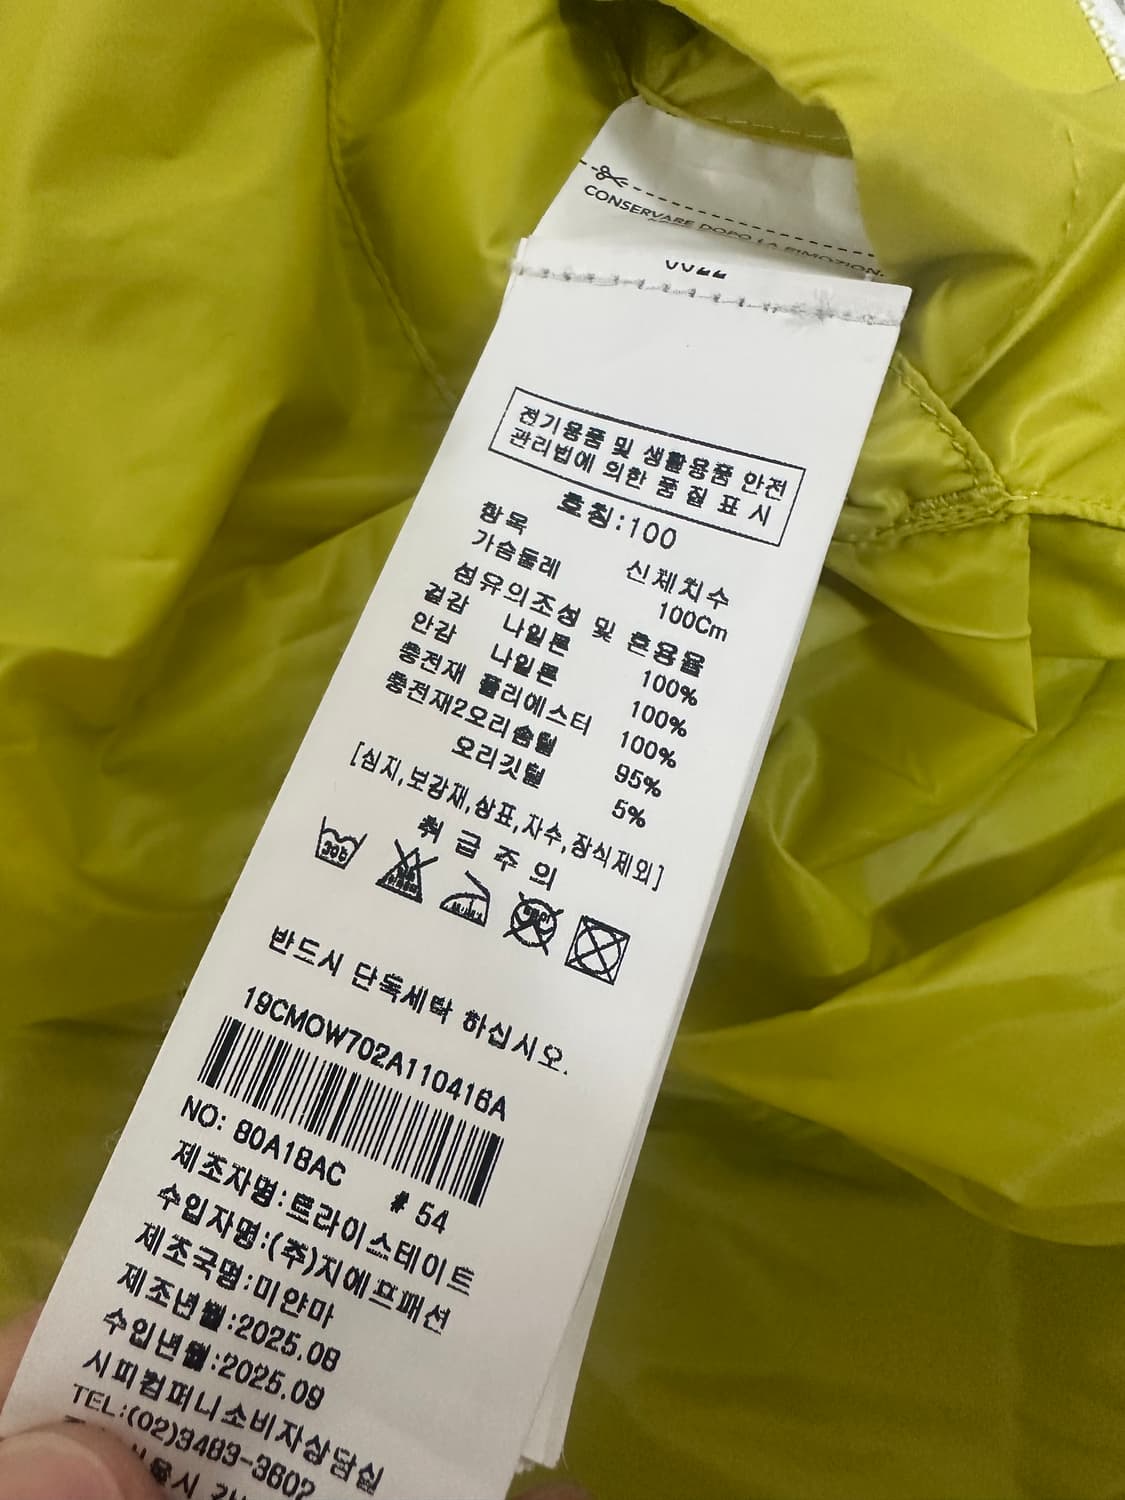 CONSERVARE DOPO LA RIMOZION.
전기용품 및 생활용품 안전
관리법에 의한 품질표시
호칭:100
항목 신체치수
가슴둘레 100Cm
섬유의조성 및 혼용율
겉감 나일론 100%
안감 나일론 100%
충전재 폴리에스터 100%
충전재2오리솜털 95%
오리깃털 5%
[심지,보강재,상표,자수,장식제외]
취급주의
반드시 단독세탁 하십시오.
19CMOW702A110416A
NO: 80A18AC # 54
제조자명:트라이스테이트
수입자명:(주)지에프패션
제조국명:미얀마
제조년월:2025.08
수입년월:2025.09
시피컴퍼니소비자상담실
TEL:(02)3483-3602